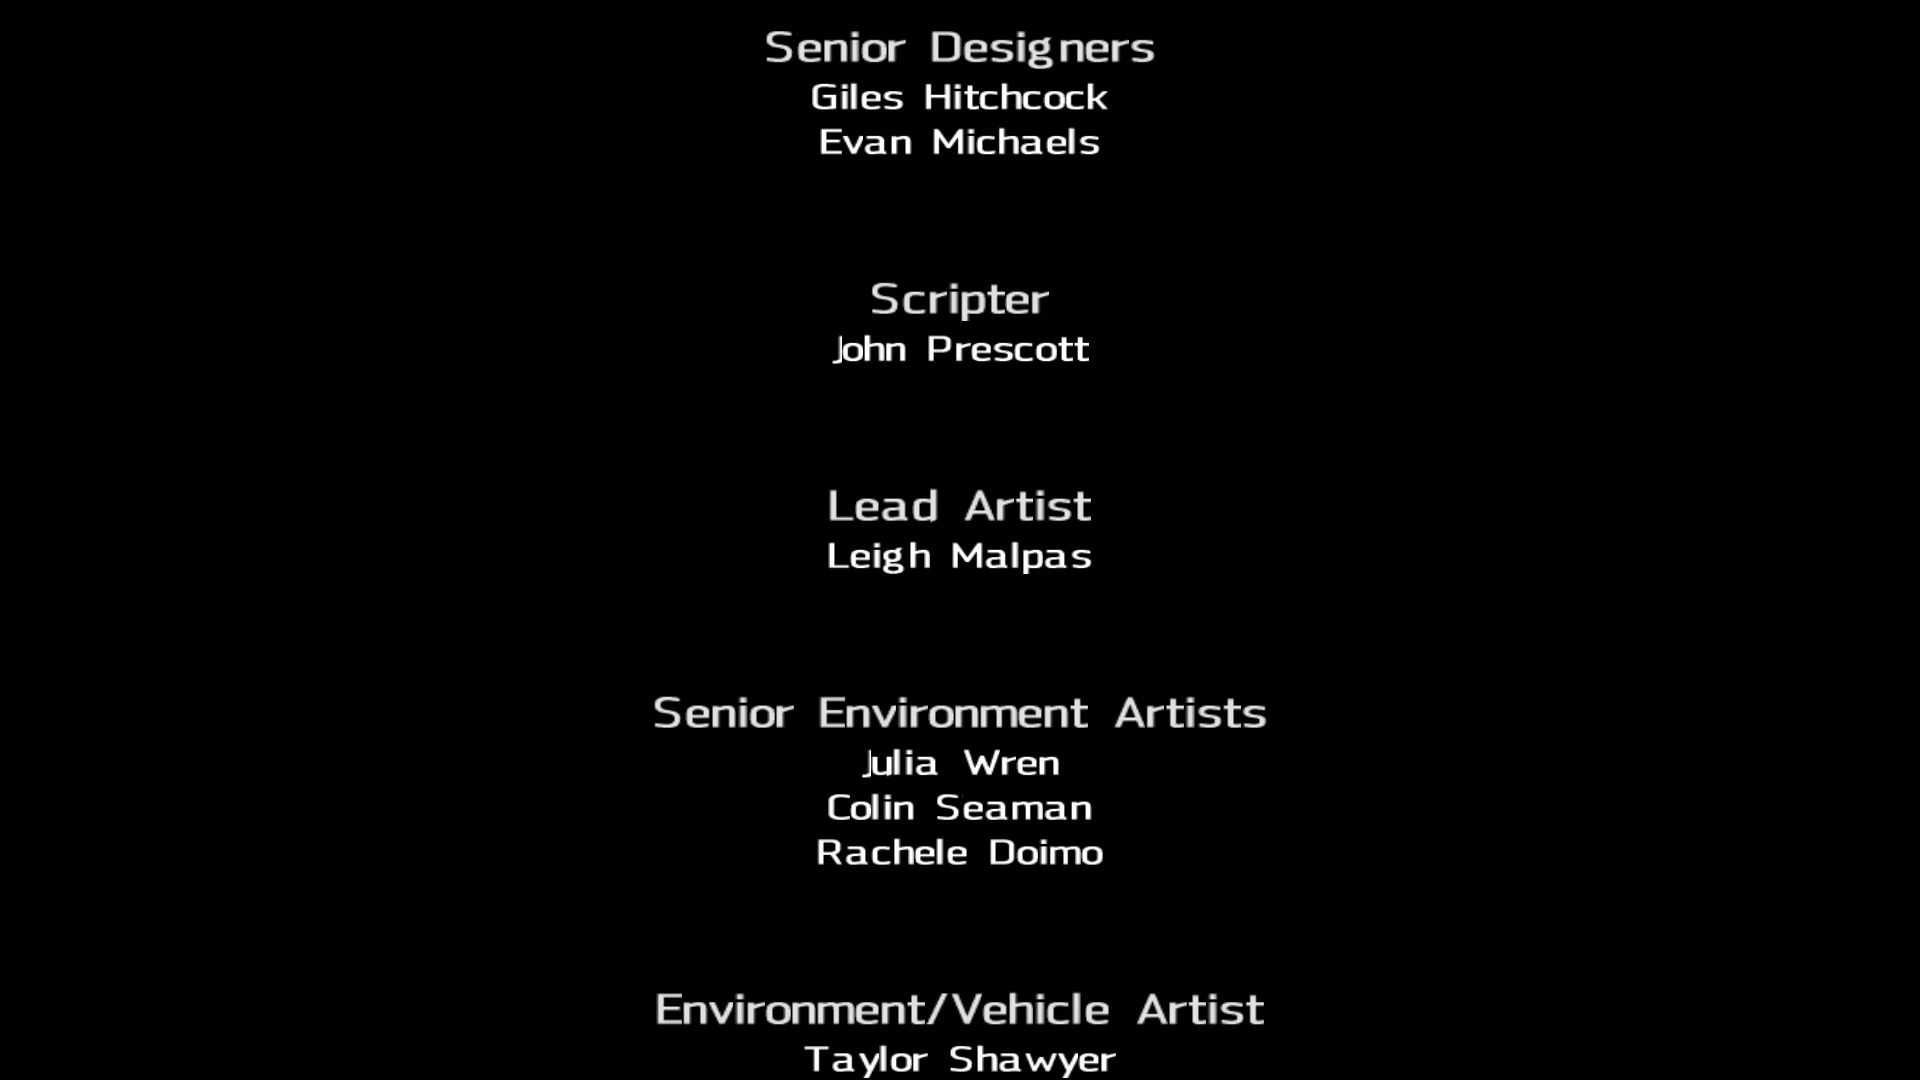 Senior Designers
Giles Hitchcock
Evan Michaels
Scripter
John Prescott
Lead Artist
Leigh Malpas
Senior Environment Artists
Julia Wren
Colin Seaman
Rachele Doimo
Environment/Vehicle Artist
Taylor Shawyer